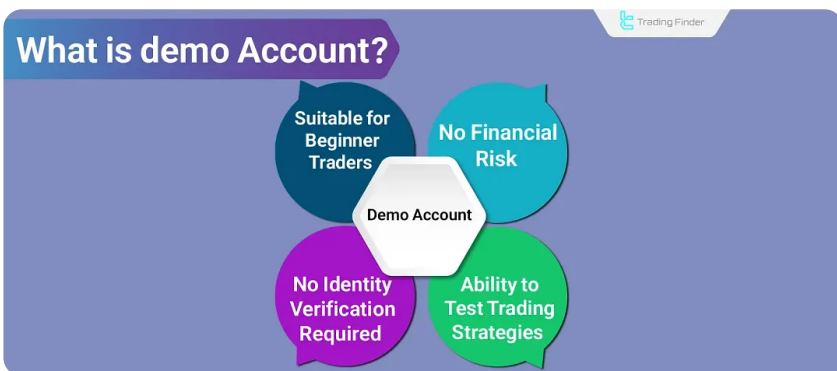 What is demo Account?
Trading Finder
Suitable for
Beginner
Traders
No Financial
Risk
Demo Account
No Identity
Verification
Required
Ability to
Test Trading
Strategies